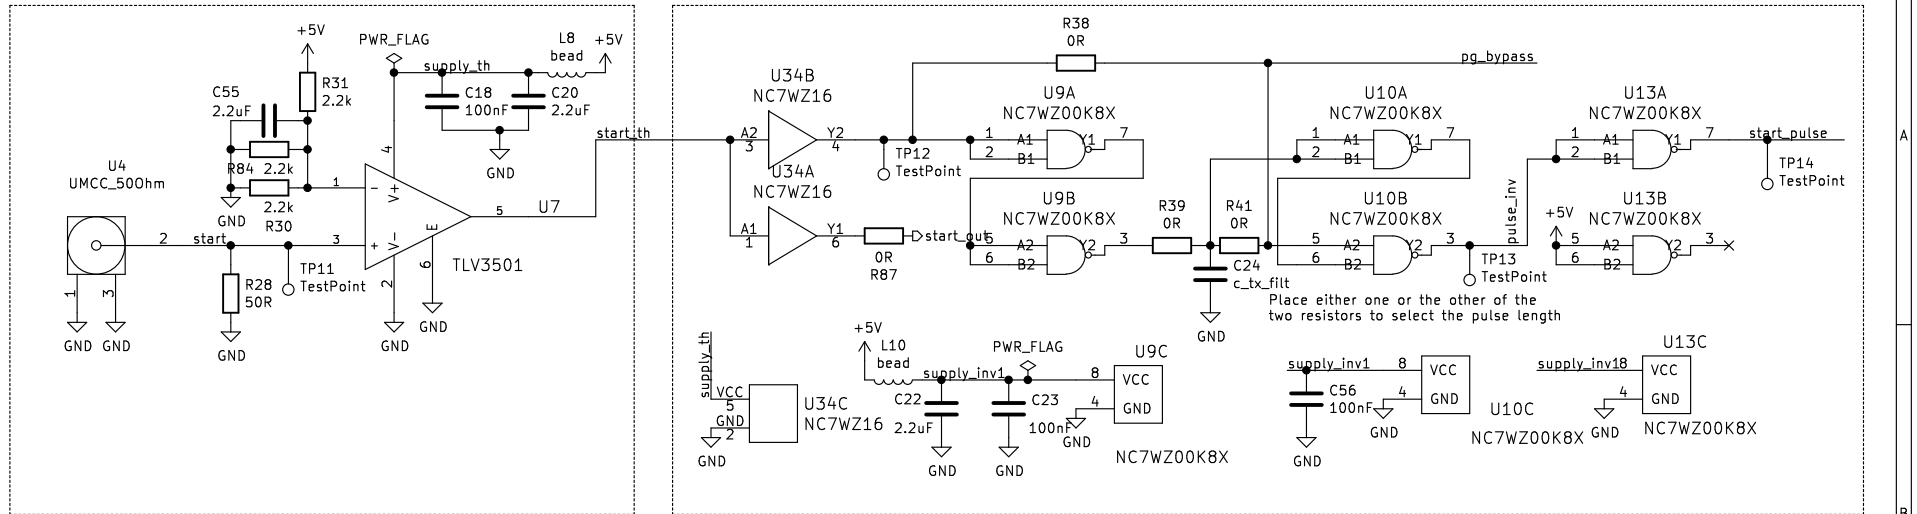 +5V
PWR_FLAG
L8
bead
+5V
supply_th
C55
2.2uF
R31
2.2k
C18
100nF
C20
2.2uF
GND
R84 2.2k
4
V+
1
-
GND
2.2k
R30
U4
UMCC_50Ohm
2
start
3
+
V-
E
5
U7
TLV3501
TP11
TestPoint
R28
50R
1
3
2
6
GND
GND
GND
GND
GND
start_th
R38
0R
pg_bypass
U34B
NC7WZ16
A2
3
Y2
4
TP12
TestPoint
U34A
NC7WZ16
A1
1
Y1
6
0R
R87
start_out
U9A
NC7WZ00K8X
1
A1
2
B1
Y1
7
U9B
NC7WZ00K8X
5
A2
6
B2
Y2
3
R39
0R
R41
0R
C24
c_tx_filt
GND
U10A
NC7WZ00K8X
1
A1
2
B1
Y1
7
U10B
NC7WZ00K8X
5
A2
6
B2
Y2
3
TP13
TestPoint
pulse_inv
Place either one or the other of the
two resistors to select the pulse length
U13A
NC7WZ00K8X
1
A1
2
B1
Y1
7
start_pulse
TP14
TestPoint
U13B
NC7WZ00K8X
+5V
5
A2
6
B2
Y2
3
supply_th
VCC
5
GND
2
GND
U34C
NC7WZ16
+5V
L10
bead
supply_inv1
PWR_FLAG
C22
2.2uF
GND
C23
100nF
GND
U9C
8
VCC
4
GND
GND
NC7WZ00K8X
supply_inv1
8
VCC
4
GND
C56
100nF
GND
GND
U10C
NC7WZ00K8X
U13C
supply_inv1
8
VCC
4
GND
GND
NC7WZ00K8X
A
B